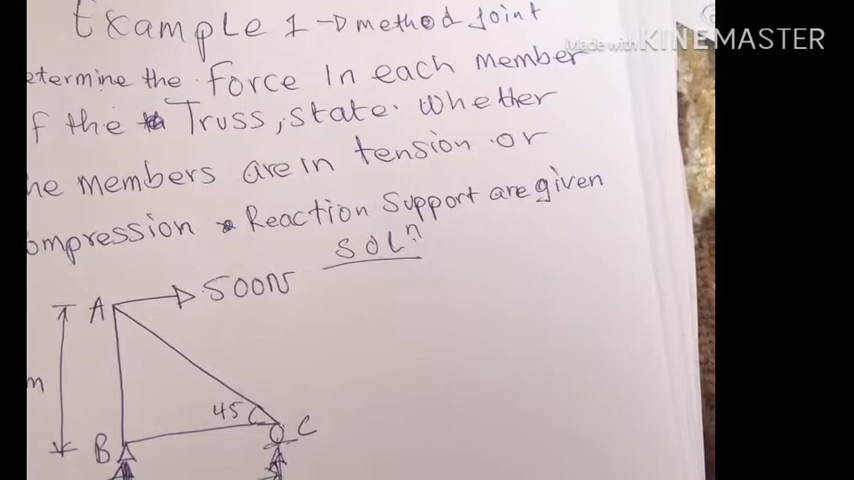 Example 1 → method Joint
Made with KINEMASTER
etermine the Force in each member
f the Truss, state. whether
he members are in tension or
ompression Reaction Support are given
SOLn
A 500N
m
45
B C